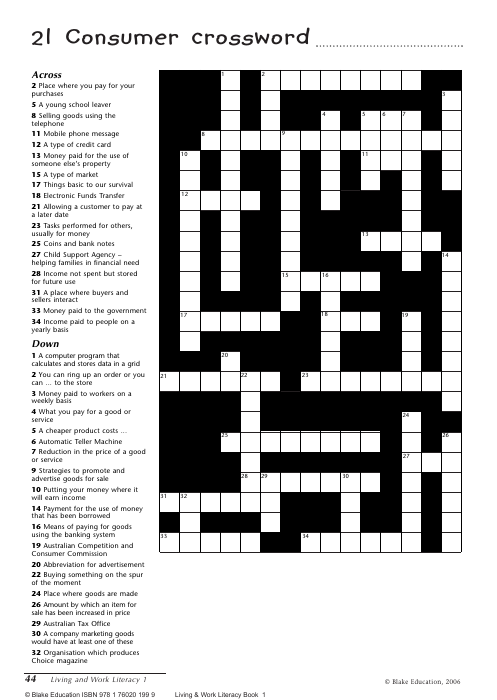 21 Consumer crossword
Across
2 Place where you pay for your
purchases
5 A young school leaver
8 Selling goods using the
telephone
11 Mobile phone message
12 A type of credit card
13 Money paid for the use of
someone else's property
15 A type of market
17 Things basic to our survival
18 Electronic Funds Transfer
21 Allowing a customer to pay at
a later date
23 Tasks performed for others,
usually for money
25 Coins and bank notes
27 Child Support Agency –
helping families in financial need
28 Income not spent but stored
for future use
31 A place where buyers and
sellers interact
33 Money paid to the government
34 Income paid to people on a
yearly basis
Down
1 A computer program that
calculates and stores data in a grid
2 You can ring up an order or you
can ... to the store
3 Money paid to workers on a
weekly basis
4 What you pay for a good or
service
5 A cheaper product costs ...
6 Automatic Teller Machine
7 Reduction in the price of a good
or service
9 Strategies to promote and
advertise goods for sale
10 Putting your money where it
will earn income
14 Payment for the use of money
that has been borrowed
16 Means of paying for goods
using the banking system
19 Australian Competition and
Consumer Commission
20 Abbreviation for advertisement
22 Buying something on the spur
of the moment
24 Place where goods are made
26 Amount by which an item for
sale has been increased in price
29 Australian Tax Office
30 A company marketing goods
would have at least one of these
32 Organisation which produces
Choice magazine
1 2
3
4 5 6 7
8 9
10 11
12
13
14
15 16
17 18 19
20
21 22 23
24
25 26
27
28 29 30
31 32
33 34
44 Living and Work Literacy 1
© Blake Education, 2006
© Blake Education ISBN 978 1 76020 199 9 Living & Work Literacy Book 1